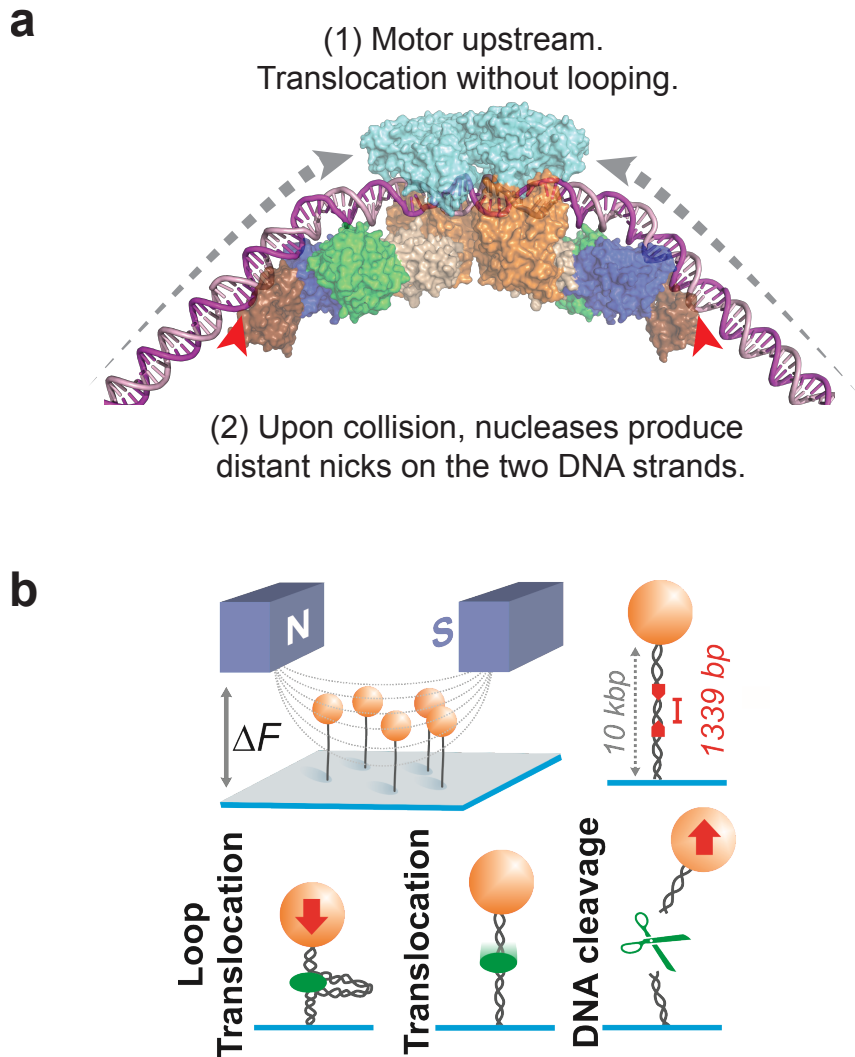 a
(1) Motor upstream.
Translocation without looping.
(2) Upon collision, nucleases produce
distant nicks on the two DNA strands.
b
N
S
ΔF
10 kbp
1339 bp
Loop
Translocation
Translocation
DNA cleavage